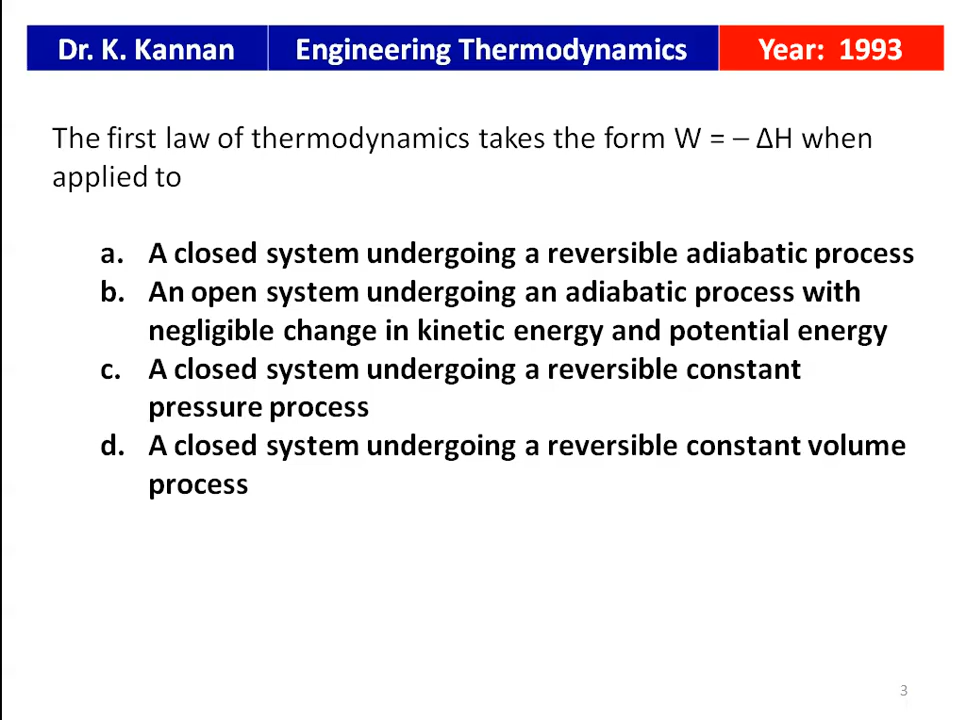 Dr. K. Kannan Engineering Thermodynamics Year: 1993
The first law of thermodynamics takes the form W = – ΔH when
applied to
a. A closed system undergoing a reversible adiabatic process
b. An open system undergoing an adiabatic process with
negligible change in kinetic energy and potential energy
c. A closed system undergoing a reversible constant
pressure process
d. A closed system undergoing a reversible constant volume
process
3